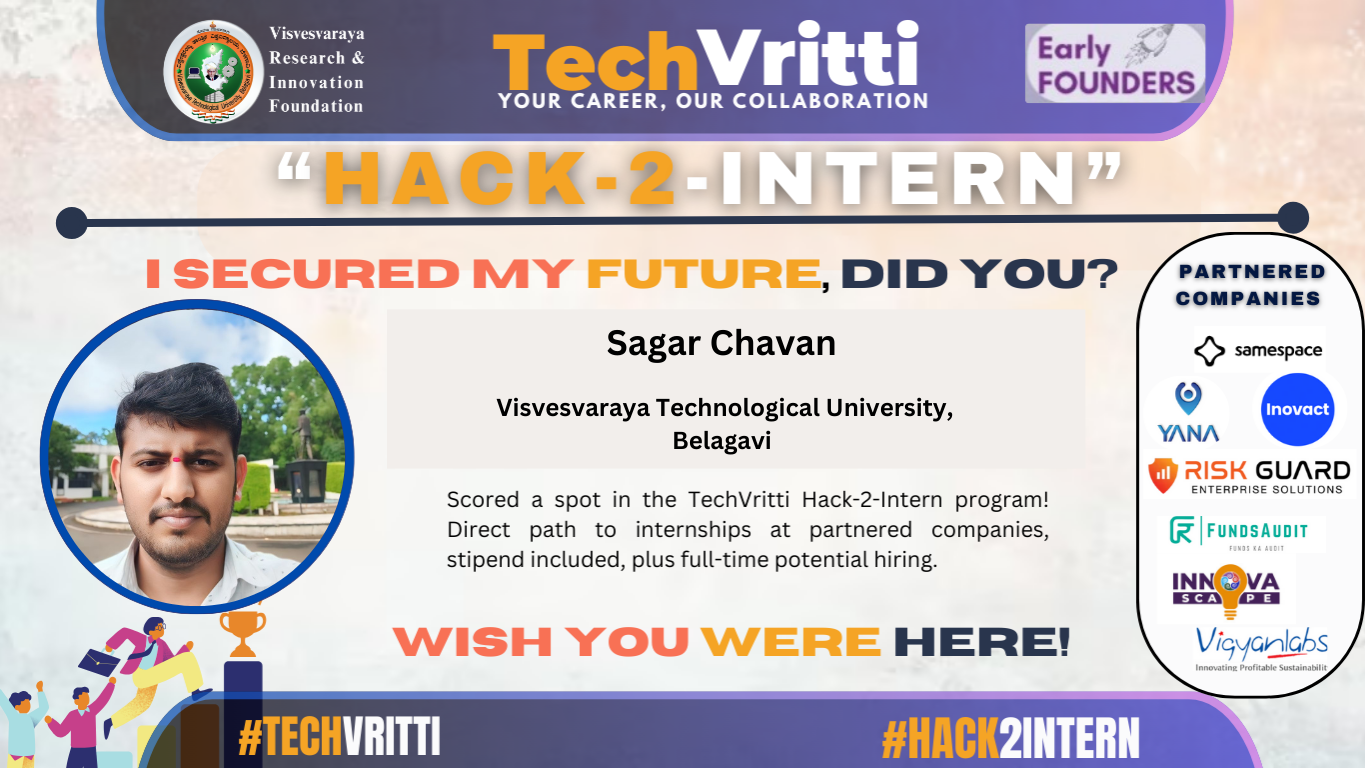 Visvesvaraya
Research &
Innovation
Foundation
TechVritti
YOUR CAREER, OUR COLLABORATION
Early
FOUNDERS
“HACK-2-INTERN”
I SECURED MY FUTURE, DID YOU?
Sagar Chavan
Visvesvaraya Technological University,
Belagavi
Scored a spot in the TechVritti Hack-2-Intern program!
Direct path to internships at partnered companies,
stipend included, plus full-time potential hiring.
WISH YOU WERE HERE!
PARTNERED
COMPANIES
samespace
YANA
Inovact
RISK GUARD
ENTERPRISE SOLUTIONS
FUNDSAUDIT
FUNDS KA AUDIT
INNOVA
SCAPE
Vigyanlabs
Innovating Profitable Sustainabilit
#TECHVRITTI
#HACK2INTERN